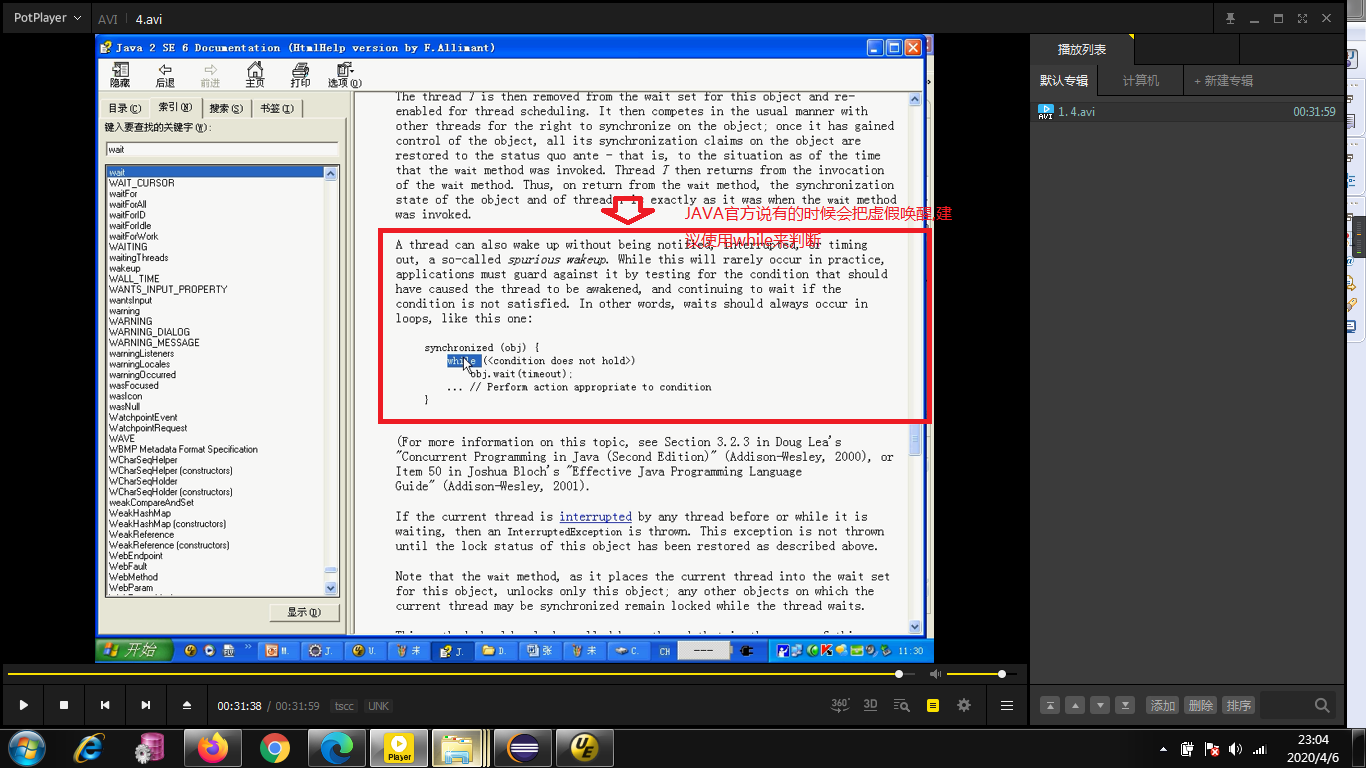 PotPlayer
AVI
4.avi
Java 2 SE 6 Documentation (HtmlHelp version by F.Allimant)
隐藏 后退 前进 主页 打印 选项(O)
目录(C) 索引(N) 搜索(S) 书签(I)
键入要查找的关键字(W):
wait
wait
WAIT_CURSOR
waitFor
waitForAll
waitForID
waitForIdle
waitForWork
WAITING
waitingThreads
wakeup
WALL_TIME
WANTS_INPUT_PROPERTY
wantsInput
warning
WARNING
WARNING_DIALOG
WARNING_MESSAGE
warningListeners
warningLocales
warningOccurred
wasFocused
wasIcon
wasNull
WatchpointEvent
WatchpointRequest
WAVE
WBMP Metadata Format Specification
WCharSeqHelper
WCharSeqHelper (constructors)
WCharSeqHolder
WCharSeqHolder (constructors)
weakCompareAndSet
WeakHashMap
WeakHashMap (constructors)
WeakReference
WeakReference (constructors)
WebEndpoint
WebFault
WebMethod
WebParam
显示(D)
The thread T is then removed from the wait set for this object and re-
enabled for thread scheduling. It then competes in the usual manner with
other threads for the right to synchronize on the object; once it has gained
control of the object, all its synchronization claims on the object are
restored to the status quo ante - that is, to the situation as of the time
that the wait method was invoked. Thread T then returns from the invocation
of the wait method. Thus, on return from the wait method, the synchronization
state of the object and of thread T is exactly as it was when the wait method
was invoked.
JAVA官方说有的时候会把虚假唤醒,建
议使用while来判断
A thread can also wake up without being notified, interrupted, or timing
out, a so-called spurious wakeup. While this will rarely occur in practice,
applications must guard against it by testing for the condition that should
have caused the thread to be awakened, and continuing to wait if the
condition is not satisfied. In other words, waits should always occur in
loops, like this one:
synchronized (obj) {
while (<condition does not hold>)
obj.wait(timeout);
... // Perform action appropriate to condition
}
(For more information on this topic, see Section 3.2.3 in Doug Lea's
"Concurrent Programming in Java (Second Edition)" (Addison-Wesley, 2000), or
Item 50 in Joshua Bloch's "Effective Java Programming Language
Guide" (Addison-Wesley, 2001).
If the current thread is interrupted by any thread before or while it is
waiting, then an InterruptedException is thrown. This exception is not thrown
until the lock status of this object has been restored as described above.
Note that the wait method, as it places the current thread into the wait set
for this object, unlocks only this object; any other objects on which the
current thread may be synchronized remain locked while the thread waits.
开始
M. J. U. 未 J. D. 张 未 C.
CH
11:30
播放列表
默认专辑 计算机 + 新建专辑
1. 4.avi 00:31:59
00:31:38 / 00:31:59 tscc UNK
360° 3D
添加 删除 排序
Player
UE
23:04
2020/4/6